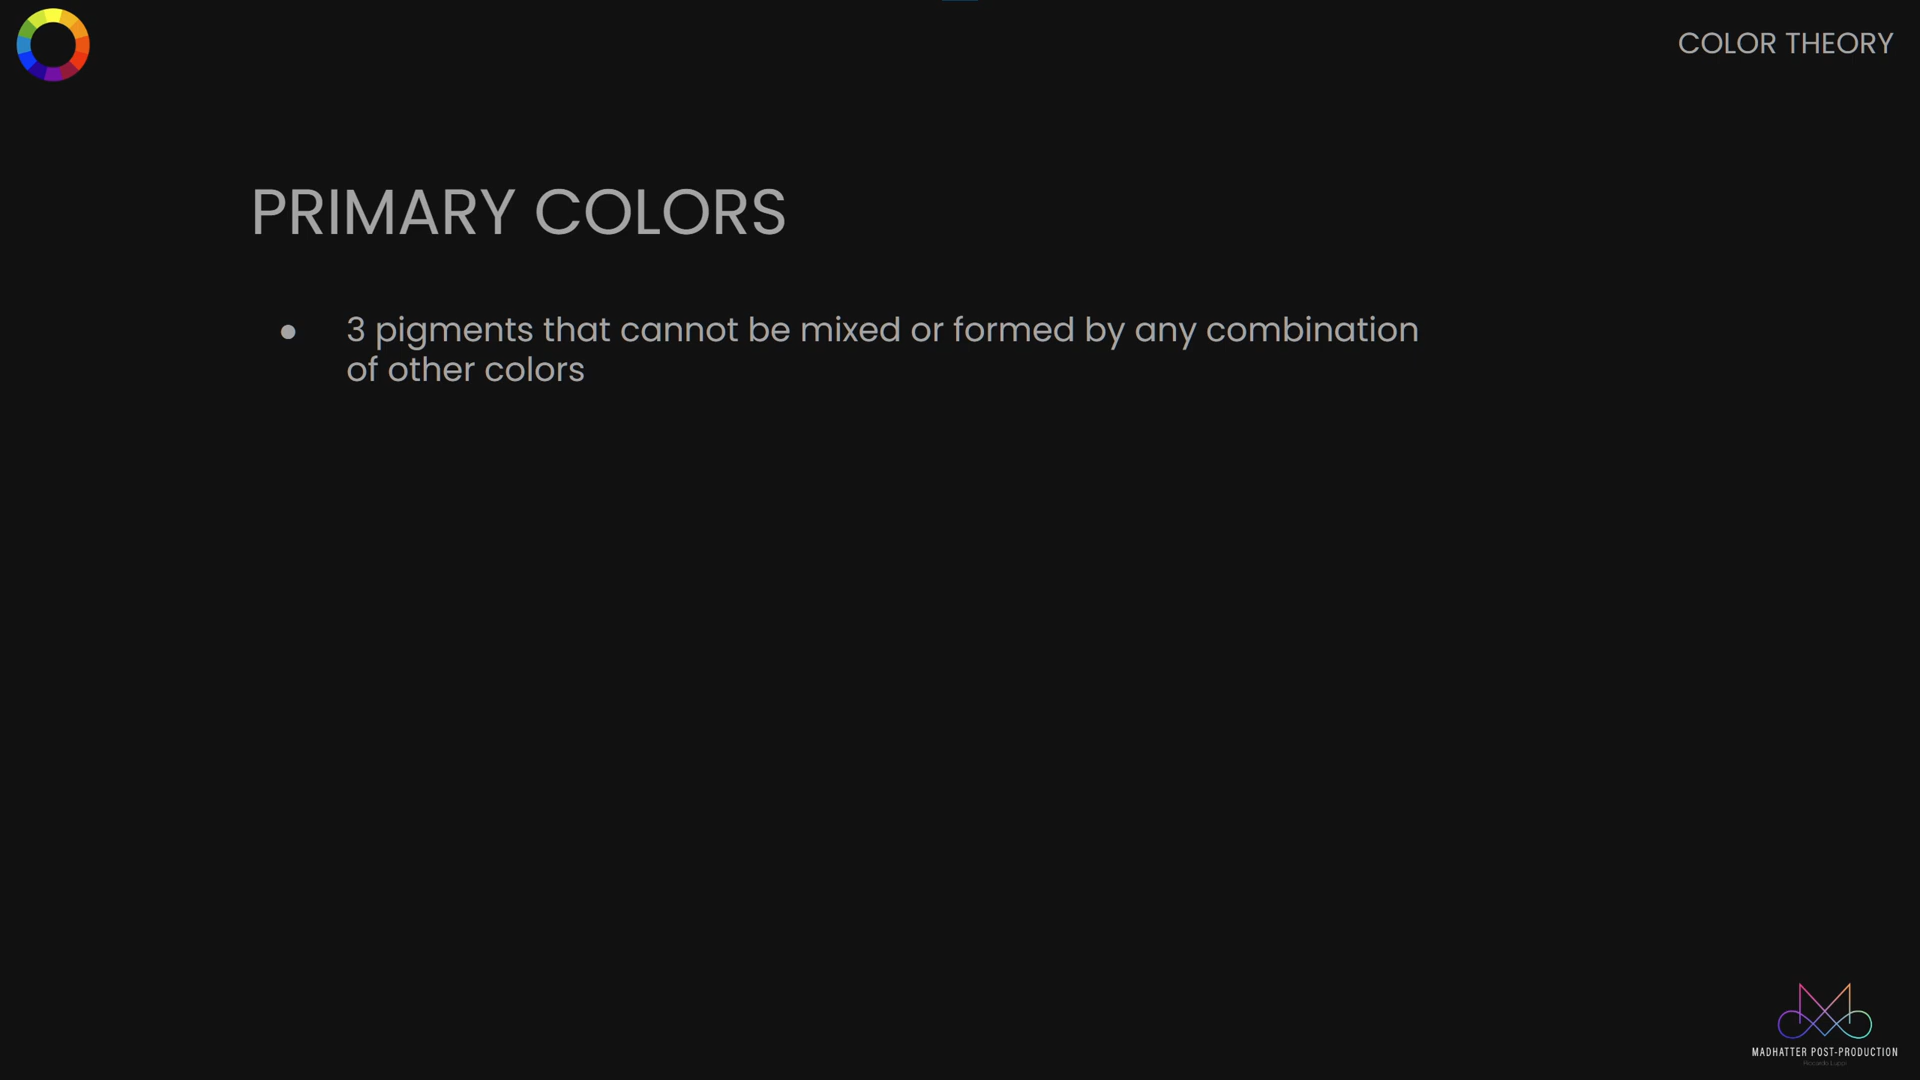 COLOR THEORY
PRIMARY COLORS
● 3 pigments that cannot be mixed or formed by any combination
of other colors
MADHATTER POST-PRODUCTION